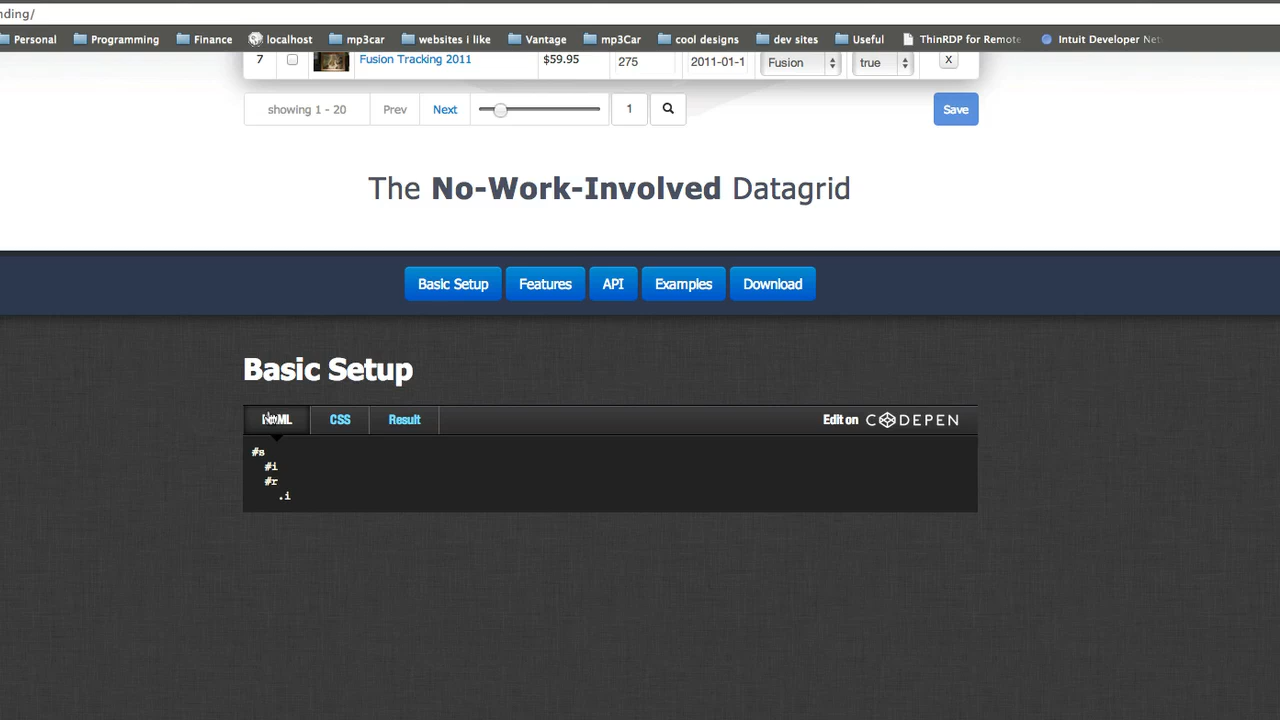 nding/
Personal Programming Finance localhost mp3car websites i like Vantage mp3Car cool designs dev sites Useful ThinRDP for Remote Intuit Developer Net
7 Fusion Tracking 2011 $59.95 275 2011-01-1 Fusion true X
showing 1 - 20 Prev Next 1 Save
The No-Work-Involved Datagrid
Basic Setup Features API Examples Download
Basic Setup
HTML CSS Result Edit on CODEPEN
#s
#i
#r
.i